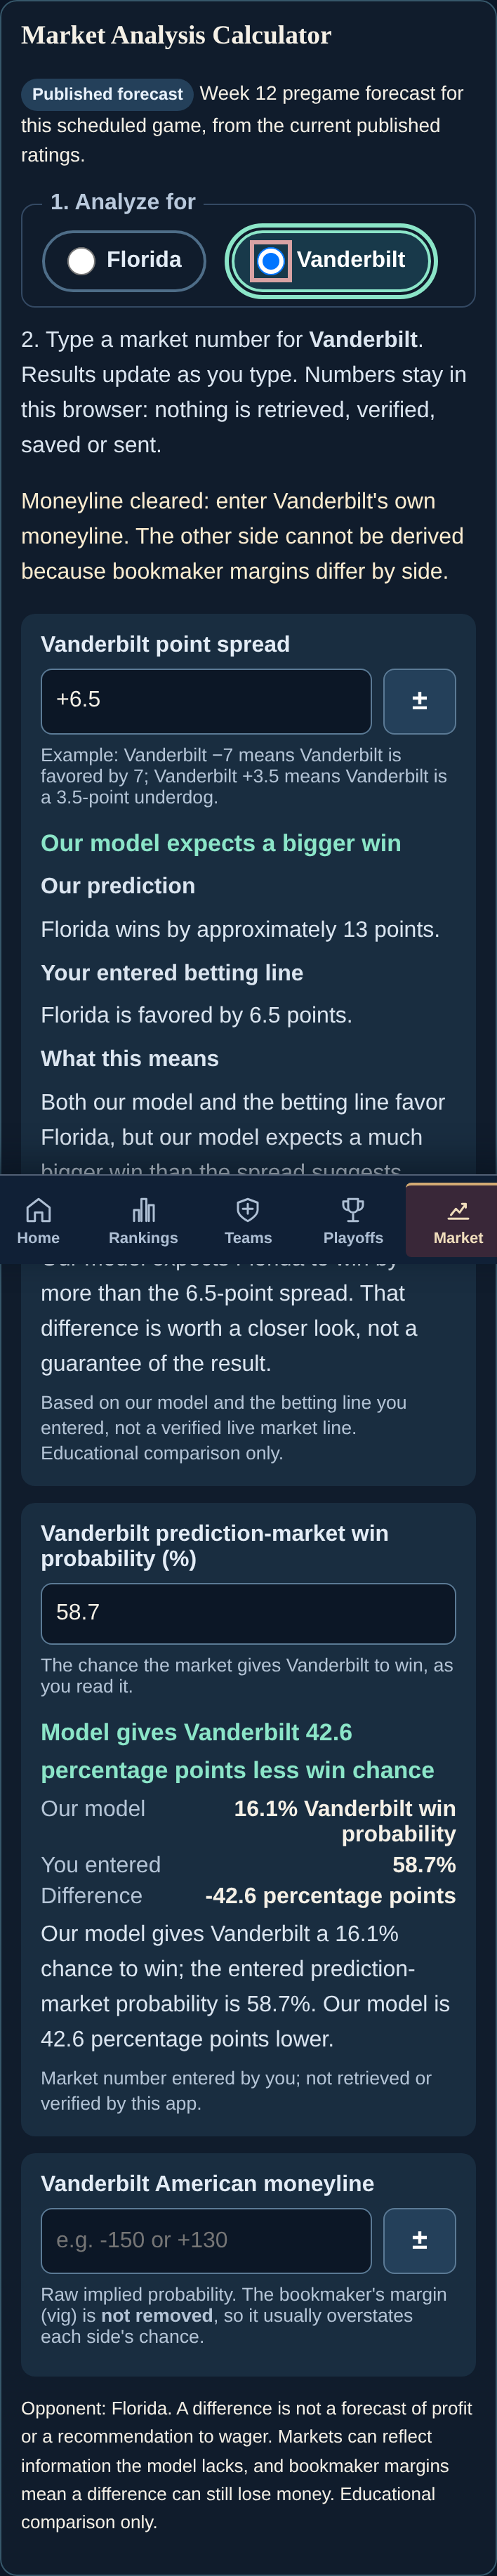 Market Analysis Calculator
Published forecast Week 12 pregame forecast for
this scheduled game, from the current published
ratings.
1. Analyze for
Florida
Vanderbilt
2. Type a market number for Vanderbilt.
Results update as you type. Numbers stay in
this browser: nothing is retrieved, verified,
saved or sent.
Moneyline cleared: enter Vanderbilt's own
moneyline. The other side cannot be derived
because bookmaker margins differ by side.
Vanderbilt point spread
+6.5
±
Example: Vanderbilt −7 means Vanderbilt is
favored by 7; Vanderbilt +3.5 means Vanderbilt is
a 3.5-point underdog.
Our model expects a bigger win
Our prediction
Florida wins by approximately 13 points.
Your entered betting line
Florida is favored by 6.5 points.
What this means
Both our model and the betting line favor
Florida, but our model expects a much
bigger win than the spread suggests
Home
Rankings
Teams
Playoffs
Market
Our model expects Florida to win by
more than the 6.5-point spread. That
difference is worth a closer look, not a
guarantee of the result.
Based on our model and the betting line you
entered, not a verified live market line.
Educational comparison only.
Vanderbilt prediction-market win
probability (%)
58.7
The chance the market gives Vanderbilt to win, as
you read it.
Model gives Vanderbilt 42.6
percentage points less win chance
Our model 16.1% Vanderbilt win
probability
You entered 58.7%
Difference -42.6 percentage points
Our model gives Vanderbilt a 16.1%
chance to win; the entered prediction-
market probability is 58.7%. Our model is
42.6 percentage points lower.
Market number entered by you; not retrieved or
verified by this app.
Vanderbilt American moneyline
e.g. -150 or +130
±
Raw implied probability. The bookmaker's margin
(vig) is not removed, so it usually overstates
each side's chance.
Opponent: Florida. A difference is not a forecast of profit
or a recommendation to wager. Markets can reflect
information the model lacks, and bookmaker margins
mean a difference can still lose money. Educational
comparison only.